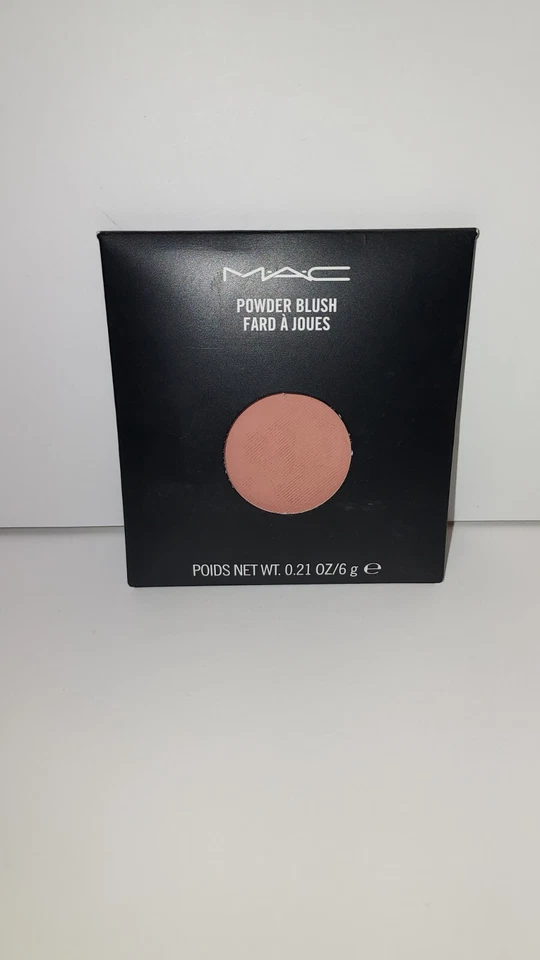 M·A·C
POWDER BLUSH
FARD À JOUES
POIDS NET WT. 0.21 OZ/6 g ℮